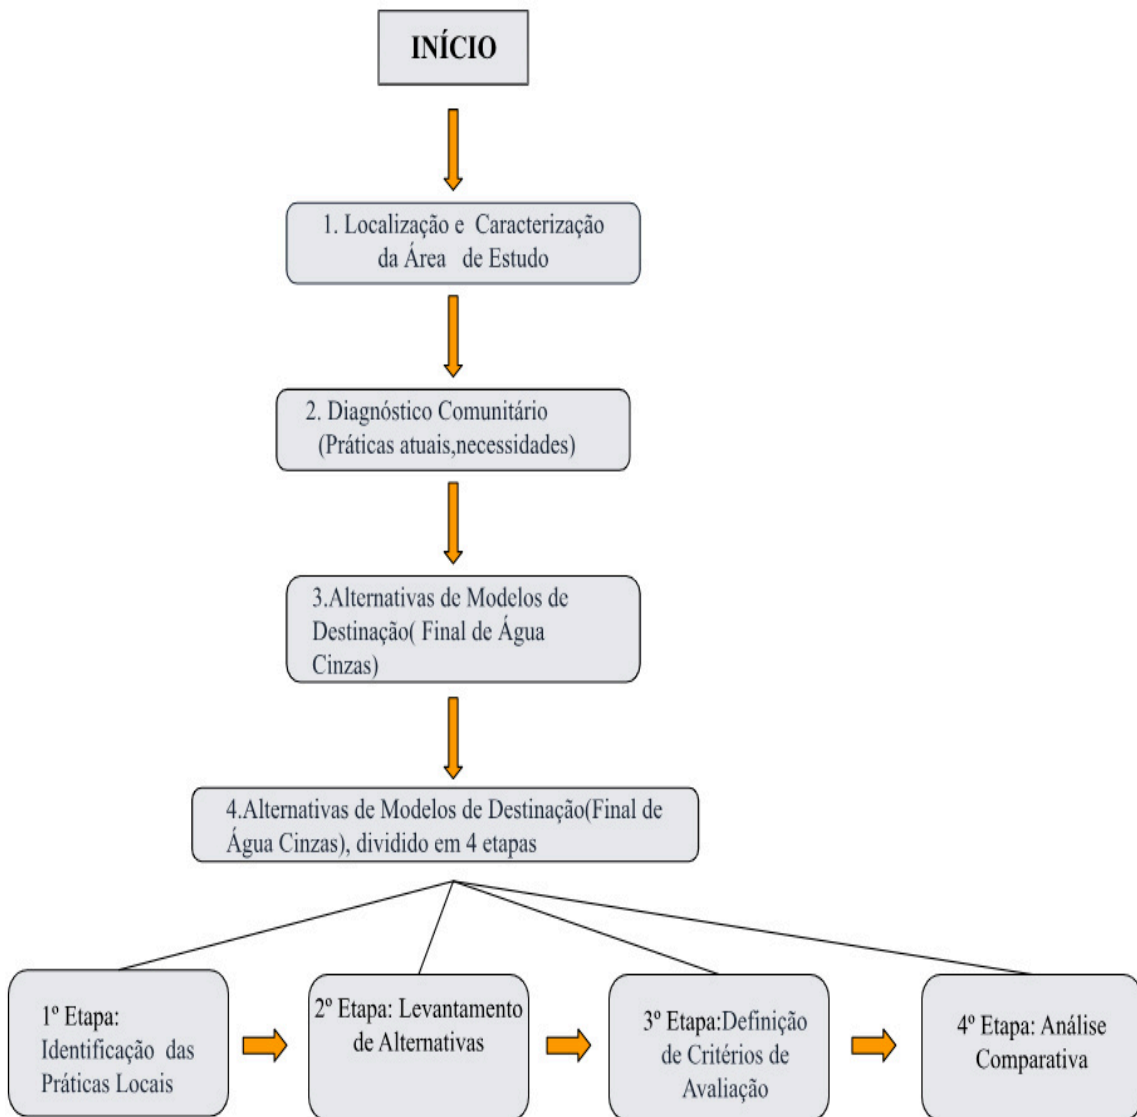 INÍCIO
1. Localização e Caracterização
da Área de Estudo
2. Diagnóstico Comunitário
(Práticas atuais,necessidades)
3.Alternativas de Modelos de
Destinação( Final de Água
Cinzas)
4.Alternativas de Modelos de Destinação(Final de
Água Cinzas), dividido em 4 etapas
1º Etapa:
Identificação das
Práticas Locais
2º Etapa: Levantamento
de Alternativas
3º Etapa:Definição
de Critérios de
Avaliação
4º Etapa: Análise
Comparativa